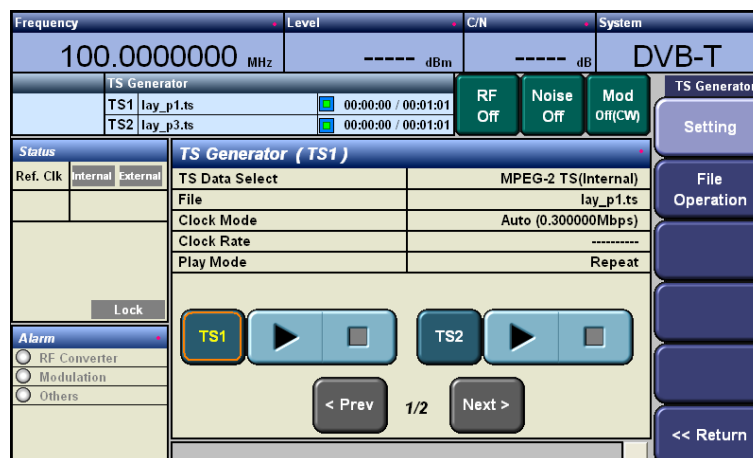 Frequency Level C/N System
100.0000000 MHz ----- dBm ----- dB DVB-T
TS Generator
TS1 lay_p1.ts 00:00:00 / 00:01:01
TS2 lay_p3.ts 00:00:00 / 00:01:01
RF Off
Noise Off
Mod Off(CW)
TS Generator
Setting
File Operation
<< Return
Status
Ref. Clk Internal External
Lock
Alarm
RF Converter
Modulation
Others
TS Generator ( TS1 )
TS Data Select MPEG-2 TS(Internal)
File lay_p1.ts
Clock Mode Auto (0.300000Mbps)
Clock Rate ----------
Play Mode Repeat
TS1 TS2
< Prev 1/2 Next >